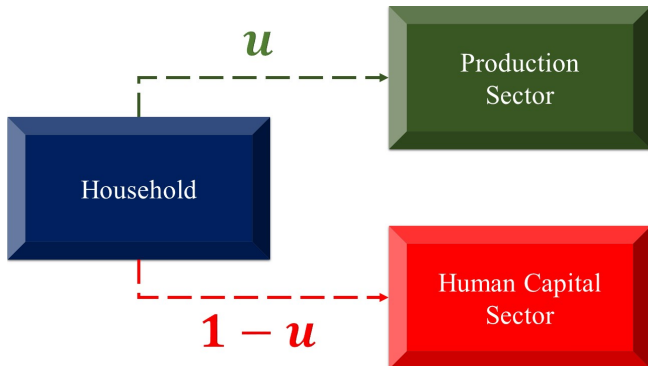 u
Production
Sector
Household
Human Capital
Sector
1 − u